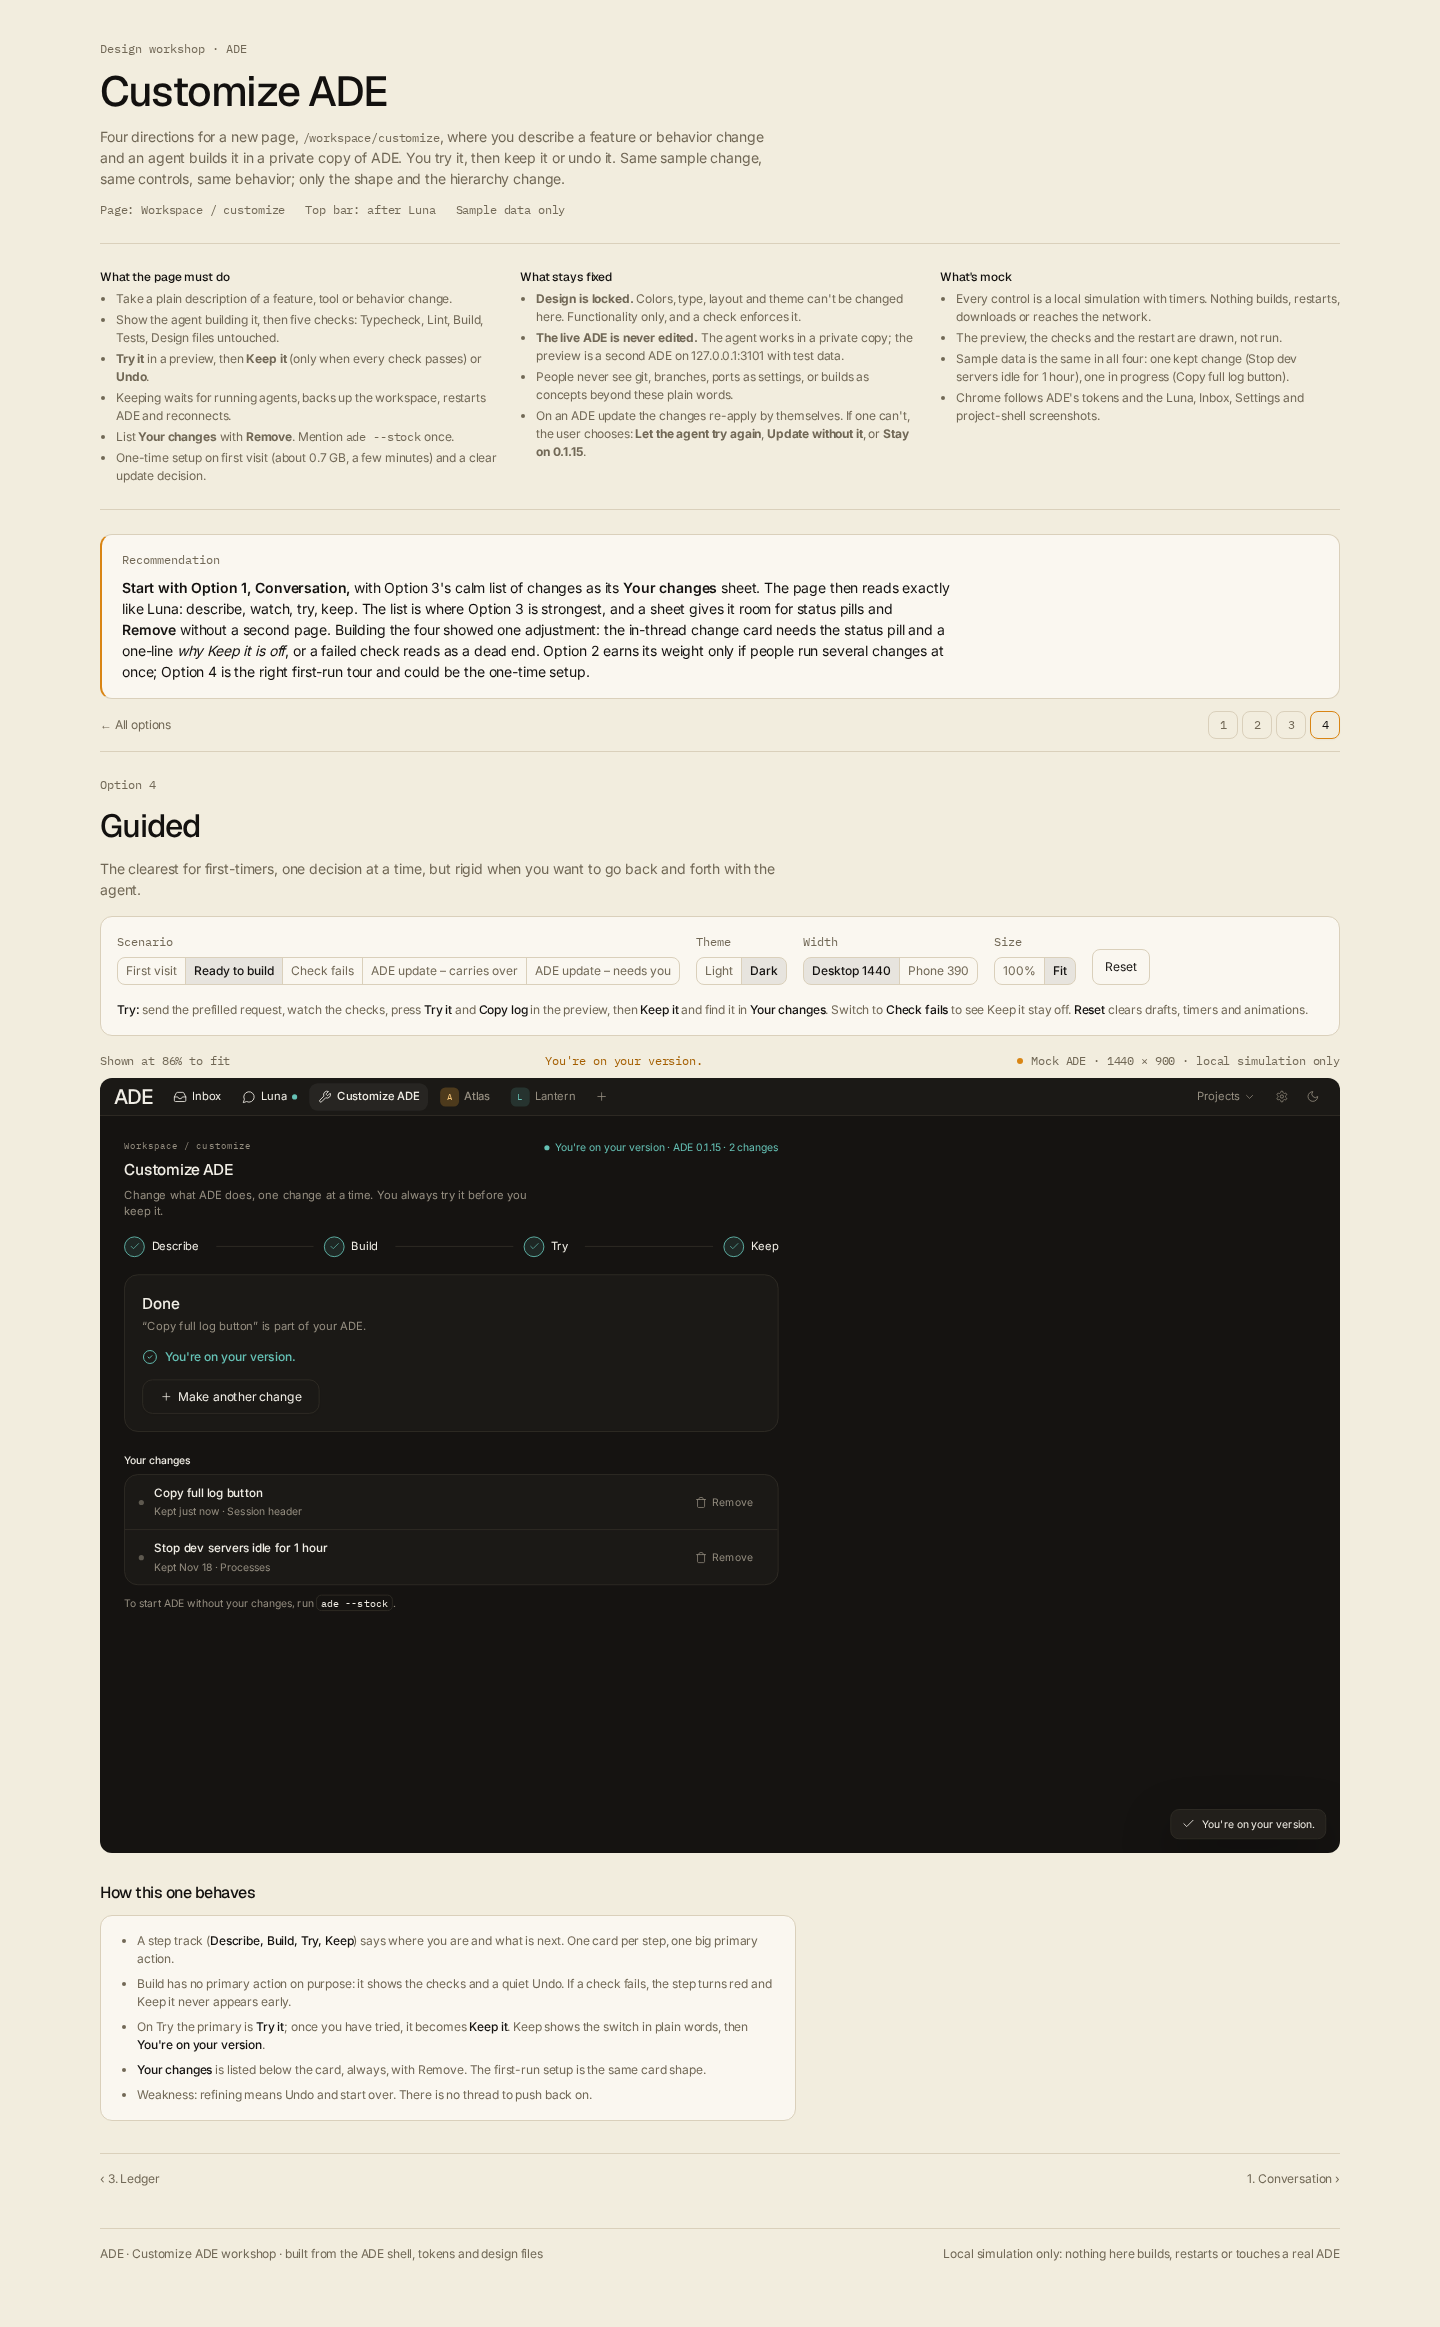 Design workshop · ADE
Customize ADE
Four directions for a new page, /workspace/customize, where you describe a feature or behavior change
and an agent builds it in a private copy of ADE. You try it, then keep it or undo it. Same sample change,
same controls, same behavior; only the shape and the hierarchy change.
Page: Workspace / customize Top bar: after Luna Sample data only
What the page must do
• Take a plain description of a feature, tool or behavior change.
• Show the agent building it, then five checks: Typecheck, Lint, Build,
Tests, Design files untouched.
• Try it in a preview, then Keep it (only when every check passes) or
Undo.
• Keeping waits for running agents, backs up the workspace, restarts
ADE and reconnects.
• List Your changes with Remove. Mention ade --stock once.
• One-time setup on first visit (about 0.7 GB, a few minutes) and a clear
update decision.
What stays fixed
• Design is locked. Colors, type, layout and theme can't be changed
here. Functionality only, and a check enforces it.
• The live ADE is never edited. The agent works in a private copy; the
preview is a second ADE on 127.0.0.1:3101 with test data.
• People never see git, branches, ports as settings, or builds as
concepts beyond these plain words.
• On an ADE update the changes re-apply by themselves. If one can't,
the user chooses: Let the agent try again, Update without it, or Stay
on 0.1.15.
What's mock
• Every control is a local simulation with timers. Nothing builds, restarts,
downloads or reaches the network.
• The preview, the checks and the restart are drawn, not run.
• Sample data is the same in all four: one kept change (Stop dev
servers idle for 1 hour), one in progress (Copy full log button).
• Chrome follows ADE's tokens and the Luna, Inbox, Settings and
project-shell screenshots.
Recommendation
Start with Option 1, Conversation, with Option 3's calm list of changes as its Your changes sheet. The page then reads exactly
like Luna: describe, watch, try, keep. The list is where Option 3 is strongest, and a sheet gives it room for status pills and
Remove without a second page. Building the four showed one adjustment: the in-thread change card needs the status pill and a
one-line why Keep it is off, or a failed check reads as a dead end. Option 2 earns its weight only if people run several changes at
once; Option 4 is the right first-run tour and could be the one-time setup.
← All options
1 2 3 4
Option 4
Guided
The clearest for first-timers, one decision at a time, but rigid when you want to go back and forth with the
agent.
Scenario Theme Width Size
First visit Ready to build Check fails ADE update – carries over ADE update – needs you Light Dark Desktop 1440 Phone 390 100% Fit Reset
Try: send the prefilled request, watch the checks, press Try it and Copy log in the preview, then Keep it and find it in Your changes. Switch to Check fails to see Keep it stay off. Reset clears drafts, timers and animations.
Shown at 86% to fit You're on your version. Mock ADE · 1440 × 900 · local simulation only
ADE Inbox Luna Customize ADE A Atlas L Lantern + Projects
Workspace / customize
You're on your version · ADE 0.1.15 · 2 changes
Customize ADE
Change what ADE does, one change at a time. You always try it before you
keep it.
Describe Build Try Keep
Done
“Copy full log button” is part of your ADE.
You're on your version.
+ Make another change
Your changes
Copy full log button
Kept just now · Session header
Remove
Stop dev servers idle for 1 hour
Kept Nov 18 · Processes
Remove
To start ADE without your changes, run ade --stock.
You're on your version.
How this one behaves
• A step track (Describe, Build, Try, Keep) says where you are and what is next. One card per step, one big primary
action.
• Build has no primary action on purpose: it shows the checks and a quiet Undo. If a check fails, the step turns red and
Keep it never appears early.
• On Try the primary is Try it; once you have tried, it becomes Keep it. Keep shows the switch in plain words, then
You're on your version.
• Your changes is listed below the card, always, with Remove. The first-run setup is the same card shape.
• Weakness: refining means Undo and start over. There is no thread to push back on.
‹ 3. Ledger
1. Conversation ›
ADE · Customize ADE workshop · built from the ADE shell, tokens and design files
Local simulation only: nothing here builds, restarts or touches a real ADE